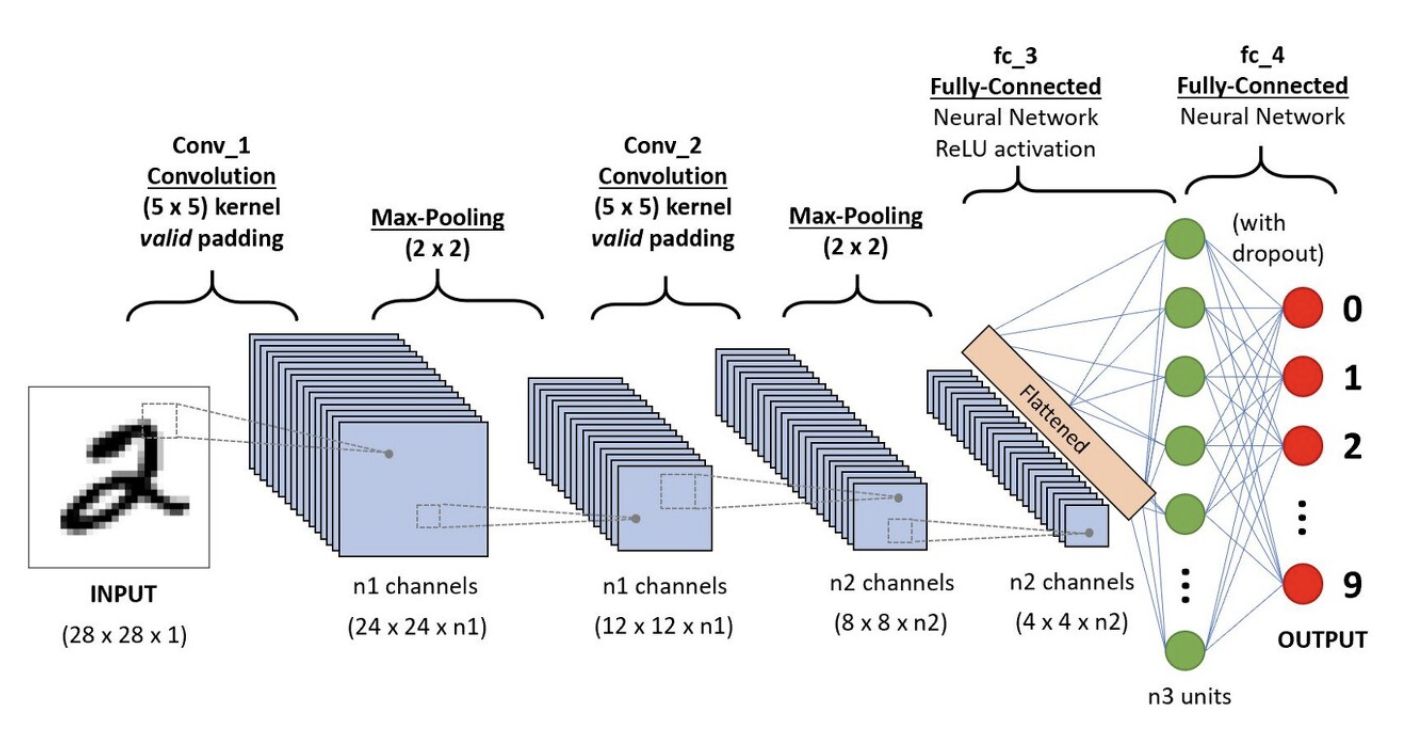 Conv_1
Convolution
(5 x 5) kernel
valid padding
Max-Pooling
(2 x 2)
Conv_2
Convolution
(5 x 5) kernel
valid padding
Max-Pooling
(2 x 2)
fc_3
Fully-Connected
Neural Network
ReLU activation
fc_4
Fully-Connected
Neural Network
(with
dropout)
Flattened
0
1
2
9
OUTPUT
INPUT
(28 x 28 x 1)
n1 channels
(24 x 24 x n1)
n1 channels
(12 x 12 x n1)
n2 channels
(8 x 8 x n2)
n2 channels
(4 x 4 x n2)
n3 units